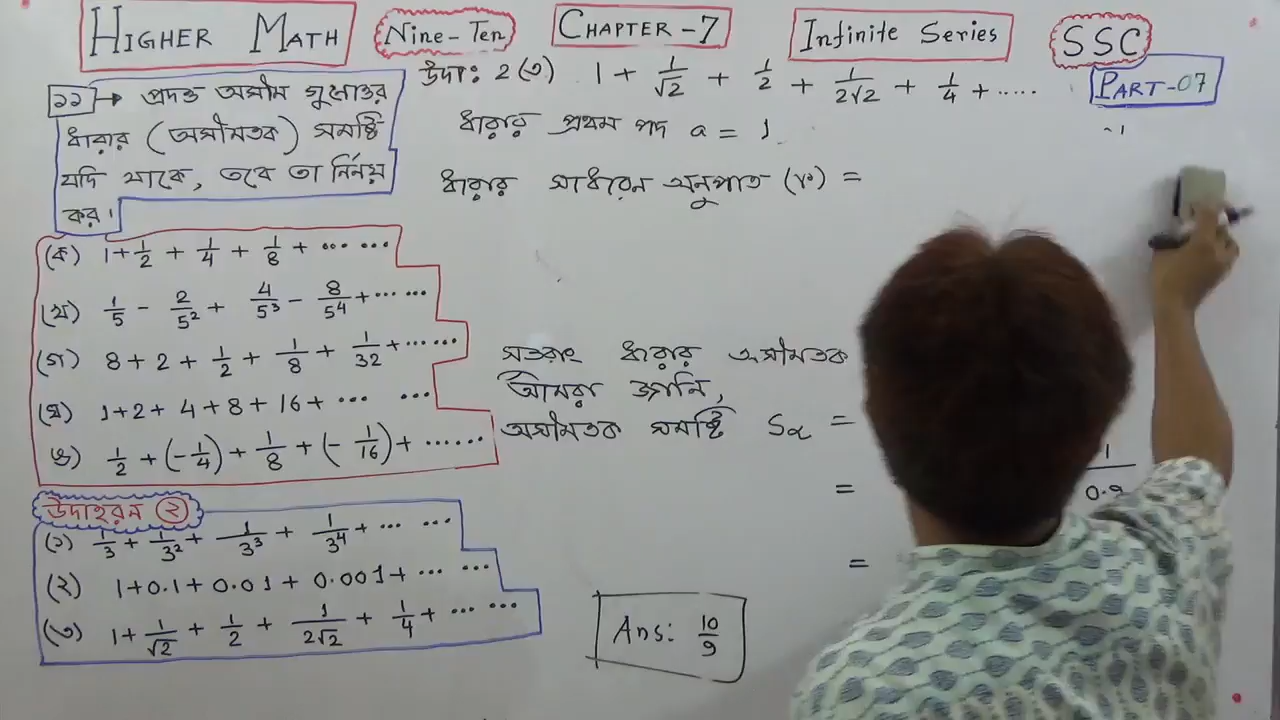 HIGHER MATH
Nine-Ten
CHAPTER-7
Infinite Series
SSC
PART-07
১১ → প্রদত্ত অসীম গুনোত্তর
ধারার (অসীমতক) সমষ্টি
যদি থাকে, তবে তা নির্নয়
কর।
(ক) 1+1/2 + 1/4 + 1/8 + ... ...
(খ) 1/5 - 2/5² + 4/5³ - 8/5⁴ + ... ...
(গ) 8 + 2 + 1/2 + 1/8 + 1/32 + ... ...
(ঘ) 1+2+4+8+16+ ... ...
(ঙ) 1/2 + (-1/4) + 1/8 + (-1/16) + ... ...
উদাহরন ২
(১) 1/3 + 1/3² + 1/3³ + 1/3⁴ + ... ...
(২) 1+0.1+0.01+0.001+ ... ...
(৩) 1+1/√2 + 1/2 + 1/2√2 + 1/4 + ... ...
উদা: 2(৩) 1 + 1/√2 + 1/2 + 1/2√2 + 1/4 + .....
ধারার প্রথম পদ a = 1
ধারার সাধারন অনুপাত (r) =
সুতরাং ধারার অসীমতক
আমরা জানি,
অসীমতক সমষ্টি S∞ =
=
1/0.9
=
Ans: 10/9